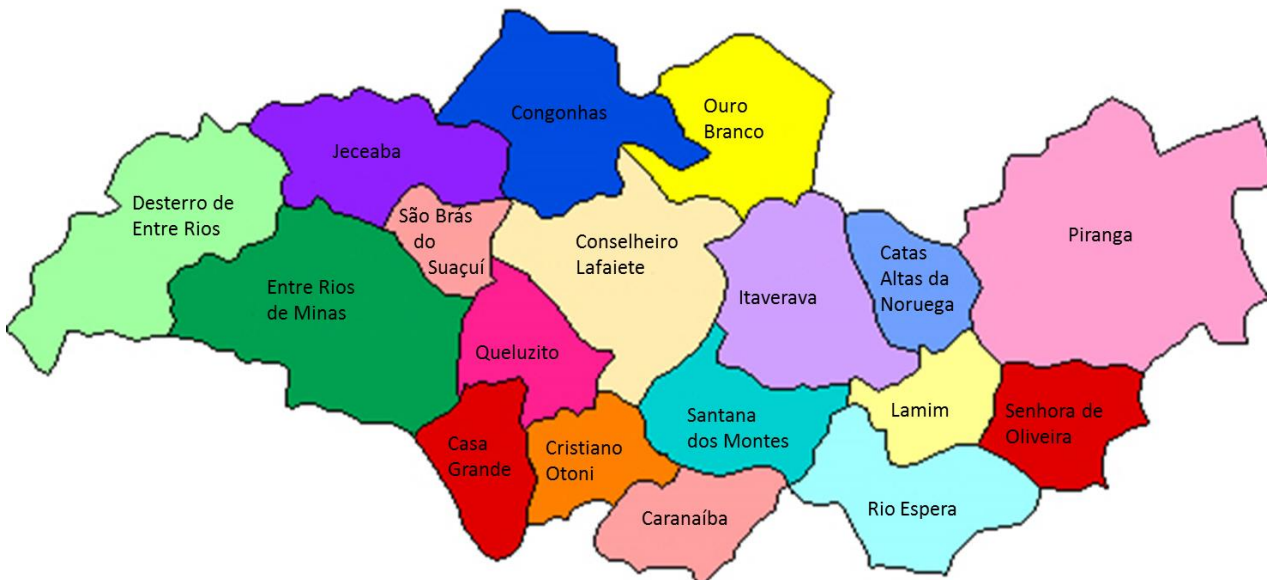 Congonhas
Ouro
Branco
Jeceaba
Desterro de
Entre Rios
São Brás
do
Suaçuí
Conselheiro
Lafaiete
Piranga
Catas
Altas da
Noruega
Itaverava
Entre Rios
de Minas
Queluzito
Lamim
Senhora de
Oliveira
Santana
dos Montes
Casa
Grande
Cristiano
Otoni
Caranaíba
Rio Espera